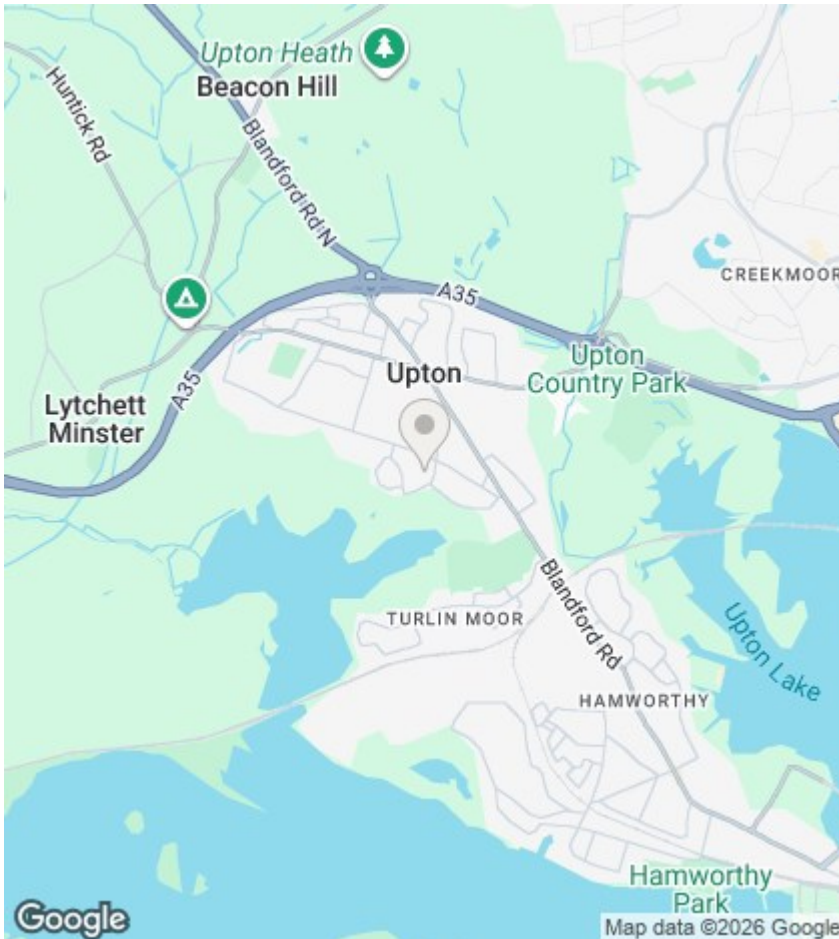 Upton Heath
Beacon Hill
Huntick Rd
Blandford Rd N
CREEKMOOR
A35
Upton
Country Park
Upton
A35
Lytchett
Minster
Blandford Rd
TURLIN MOOR
Upton Lake
HAMWORTHY
Hamworthy
Park
Google
Map data ©2026 Google